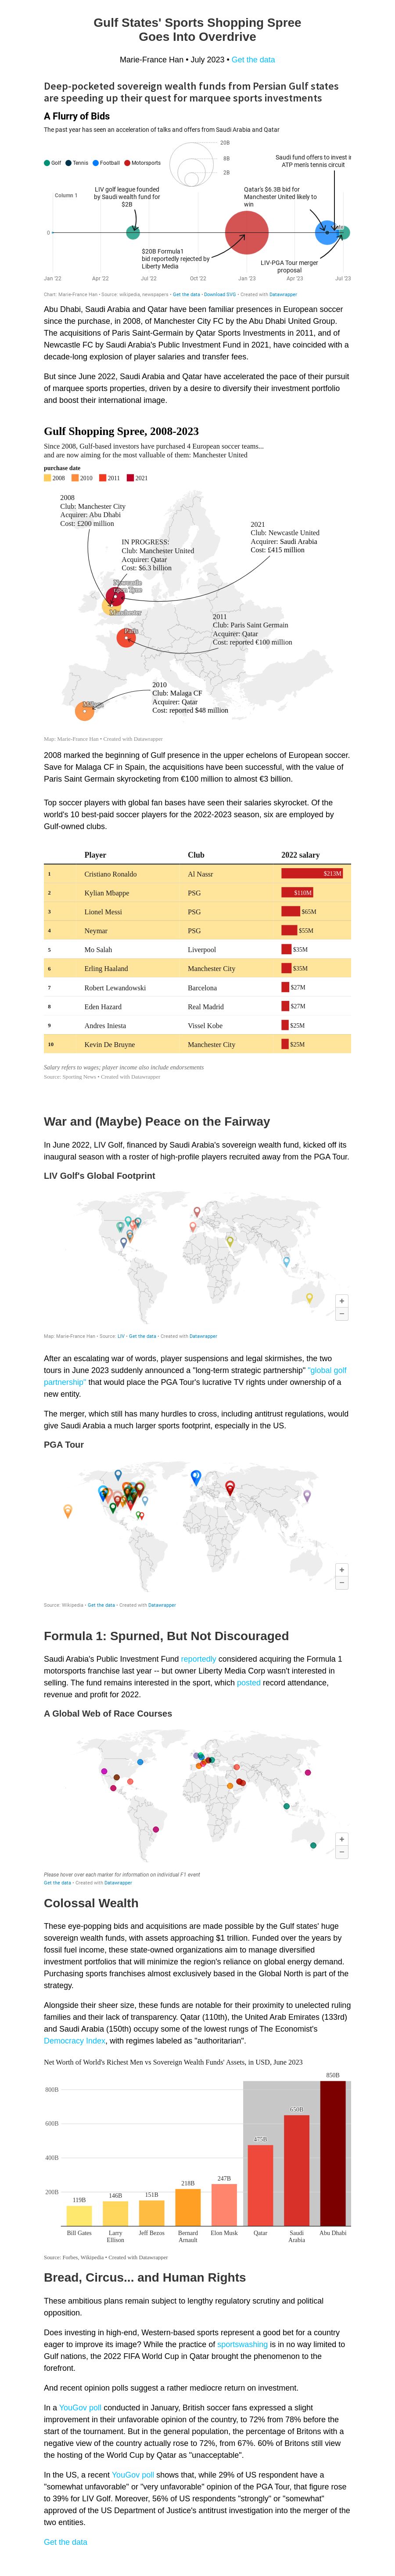 Gulf States' Sports Shopping Spree
Goes Into Overdrive
Marie-France Han • July 2023 • Get the data
Deep-pocketed sovereign wealth funds from Persian Gulf states
are speeding up their quest for marquee sports investments
A Flurry of Bids
The past year has seen an acceleration of talks and offers from Saudi Arabia and Qatar
20B
8B
2B
Golf
Tennis
Football
Motorsports
Saudi fund offers to invest i
ATP men's tennis circuit
Column 1
LIV golf league founded
by Saudi wealth fund for
$2B
Qatar's $6.3B bid for
Manchester United likely to
win
0
$20B Formula1
bid reportedly rejected by
Liberty Media
LIV-PGA Tour merger
proposal
Jan '22
Apr '22
Jul '22
Oct '22
Jan '23
Apr '23
Jul '23
Chart: Marie-France Han • Source: wikipedia, newspapers • Get the data • Download SVG • Created with Datawrapper
Abu Dhabi, Saudi Arabia and Qatar have been familiar presences in European soccer
since the purchase, in 2008, of Manchester City FC by the Abu Dhabi United Group.
The acquisitions of Paris Saint-Germain by Qatar Sports Investments in 2011, and of
Newcastle FC by Saudi Arabia's Public Investment Fund in 2021, have coincided with a
decade-long explosion of player salaries and transfer fees.
But since June 2022, Saudi Arabia and Qatar have accelerated the pace of their pursuit
of marquee sports properties, driven by a desire to diversify their investment portfolio
and boost their international image.
Gulf Shopping Spree, 2008-2023
Since 2008, Gulf-based investors have purchased 4 European soccer teams...
and are now aiming for the most valuable of them: Manchester United
purchase date
2008
2010
2011
2021
2008
Club: Manchester City
Acquirer: Abu Dhabi
Cost: £200 million
IN PROGRESS:
Club: Manchester United
Acquirer: Qatar
Cost: $6.3 billion
2021
Club: Newcastle United
Acquirer: Saudi Arabia
Cost: £415 million
Newcastle
upon Tyne
Manchester
Paris
2011
Club: Paris Saint Germain
Acquirer: Qatar
Cost: reported €100 million
2010
Club: Malaga CF
Acquirer: Qatar
Cost: reported $48 million
Map: Marie-France Han • Created with Datawrapper
2008 marked the beginning of Gulf presence in the upper echelons of European soccer.
Save for Malaga CF in Spain, the acquisitions have been successful, with the value of
Paris Saint Germain skyrocketing from €100 million to almost €3 billion.
Top soccer players with global fan bases have seen their salaries skyrocket. Of the
world's 10 best-paid soccer players for the 2022-2023 season, six are employed by
Gulf-owned clubs.
Player Club 2022 salary
1 Cristiano Ronaldo Al Nassr $213M
2 Kylian Mbappe PSG $110M
3 Lionel Messi PSG $65M
4 Neymar PSG $55M
5 Mo Salah Liverpool $35M
6 Erling Haaland Manchester City $35M
7 Robert Lewandowski Barcelona $27M
8 Eden Hazard Real Madrid $27M
9 Andres Iniesta Vissel Kobe $25M
10 Kevin De Bruyne Manchester City $25M
Salary refers to wages; player income also include endorsements
Source: Sporting News • Created with Datawrapper
War and (Maybe) Peace on the Fairway
In June 2022, LIV Golf, financed by Saudi Arabia's sovereign wealth fund, kicked off its
inaugural season with a roster of high-profile players recruited away from the PGA Tour.
LIV Golf's Global Footprint
+
−
Map: Marie-France Han • Source: LIV • Get the data • Created with Datawrapper
After an escalating war of words, player suspensions and legal skirmishes, the two
tours in June 2023 suddenly announced a "long-term strategic partnership" "global golf
partnership" that would place the PGA Tour's lucrative TV rights under ownership of a
new entity.
The merger, which still has many hurdles to cross, including antitrust regulations, would
give Saudi Arabia a much larger sports footprint, especially in the US.
PGA Tour
+
−
Source: Wikipedia • Get the data • Created with Datawrapper
Formula 1: Spurned, But Not Discouraged
Saudi Arabia's Public Investment Fund reportedly considered acquiring the Formula 1
motorsports franchise last year -- but owner Liberty Media Corp wasn't interested in
selling. The fund remains interested in the sport, which posted record attendance,
revenue and profit for 2022.
A Global Web of Race Courses
+
−
Please hover over each marker for information on individual F1 event
Get the data • Created with Datawrapper
Colossal Wealth
These eye-popping bids and acquisitions are made possible by the Gulf states' huge
sovereign wealth funds, with assets approaching $1 trillion. Funded over the years by
fossil fuel income, these state-owned organizations aim to manage diversified
investment portfolios that will minimize the region's reliance on global energy demand.
Purchasing sports franchises almost exclusively based in the Global North is part of the
strategy.
Alongside their sheer size, these funds are notable for their proximity to unelected ruling
families and their lack of transparency. Qatar (110th), the United Arab Emirates (133rd)
and Saudi Arabia (150th) occupy some of the lowest rungs of The Economist's
Democracy Index, with regimes labeled as "authoritarian".
Net Worth of World's Richest Men vs Sovereign Wealth Funds' Assets, in USD, June 2023
850B
800B
650B
600B
475B
400B
247B
218B
200B
151B
146B
119B
Bill Gates
Larry
Ellison
Jeff Bezos
Bernard
Arnault
Elon Musk
Qatar
Saudi
Arabia
Abu Dhabi
Source: Forbes, Wikipedia • Created with Datawrapper
Bread, Circus... and Human Rights
These ambitious plans remain subject to lengthy regulatory scrutiny and political
opposition.
Does investing in high-end, Western-based sports represent a good bet for a country
eager to improve its image? While the practice of sportswashing is in no way limited to
Gulf nations, the 2022 FIFA World Cup in Qatar brought the phenomenon to the
forefront.
And recent opinion polls suggest a rather mediocre return on investment.
In a YouGov poll conducted in January, British soccer fans expressed a slight
improvement in their unfavorable opinion of the country, to 72% from 78% before the
start of the tournament. But in the general population, the percentage of Britons with a
negative view of the country actually rose to 72%, from 67%. 60% of Britons still view
the hosting of the World Cup by Qatar as "unacceptable".
In the US, a recent YouGov poll shows that, while 29% of US respondent have a
"somewhat unfavorable" or "very unfavorable" opinion of the PGA Tour, that figure rose
to 39% for LIV Golf. Moreover, 56% of US respondents "strongly" or "somewhat"
approved of the US Department of Justice's antitrust investigation into the merger of the
two entities.
Get the data